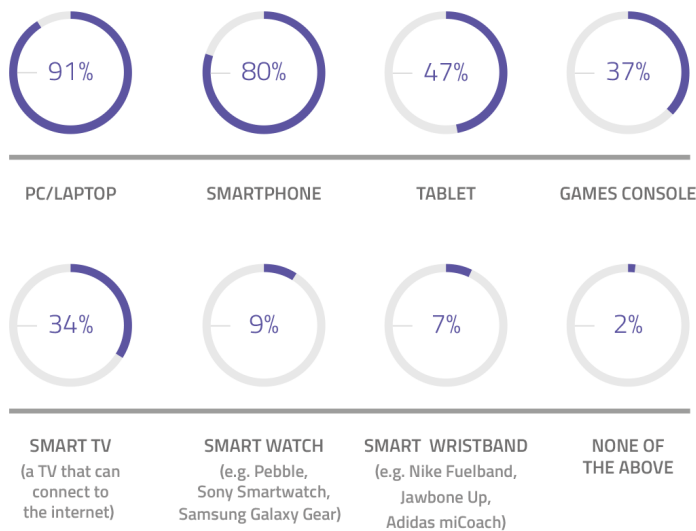 91%
80%
47%
37%
PC/LAPTOP
SMARTPHONE
TABLET
GAMES CONSOLE
34%
9%
7%
2%
SMART TV
(a TV that can
connect to
the internet)
SMART WATCH
(e.g. Pebble,
Sony Smartwatch,
Samsung Galaxy Gear)
SMART WRISTBAND
(e.g. Nike Fuelband,
Jawbone Up,
Adidas miCoach)
NONE OF
THE ABOVE